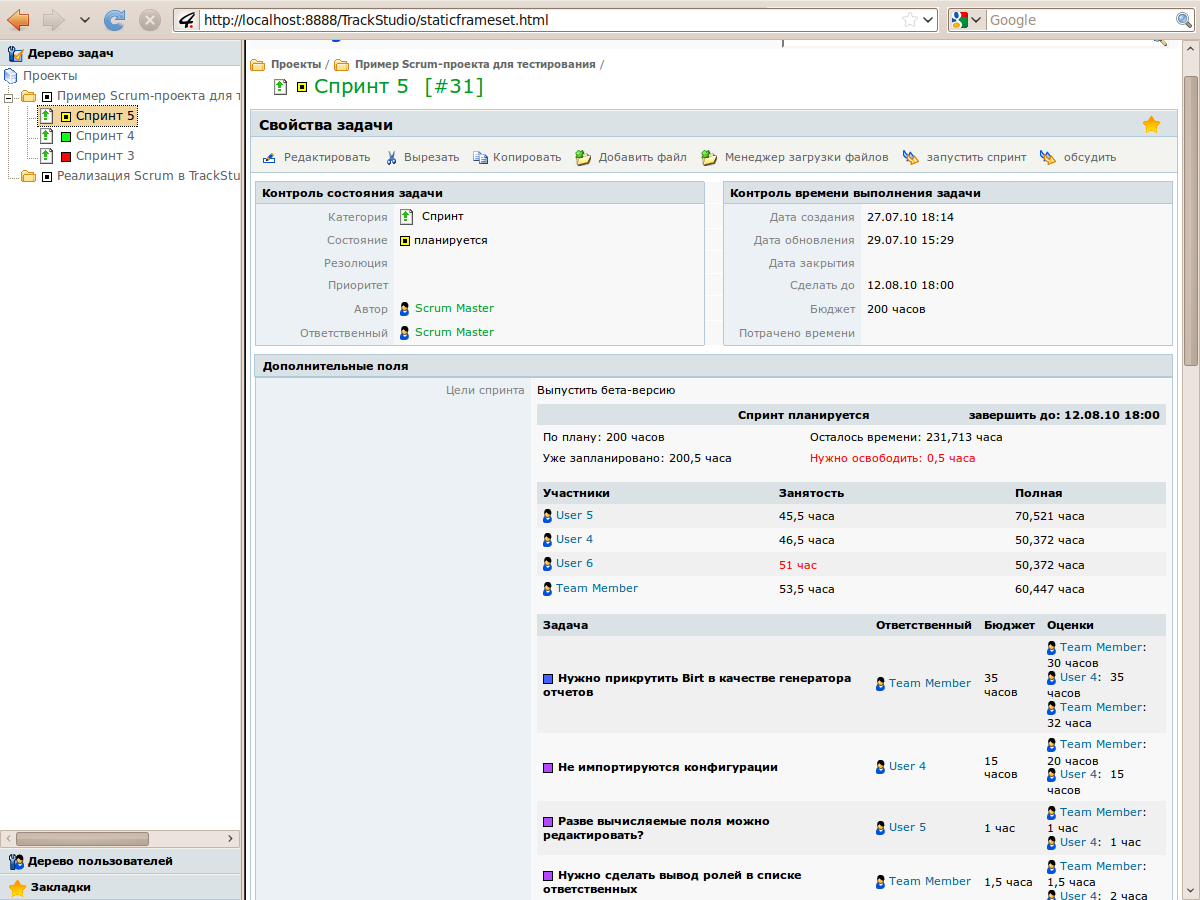 http://localhost:8888/TrackStudio/staticframeset.html
Google
Дерево задач
Проекты
Пример Scrum-проекта для т
Спринт 5
Спринт 4
Спринт 3
Реализация Scrum в TrackStu
Дерево пользователей
Закладки
Проекты / Пример Scrum-проекта для тестирования /
Спринт 5 [#31]
Свойства задачи
Редактировать Вырезать Копировать Добавить файл Менеджер загрузки файлов запустить спринт обсудить
Контроль состояния задачи
Категория Спринт
Состояние планируется
Резолюция
Приоритет
Автор Scrum Master
Ответственный Scrum Master
Контроль времени выполнения задачи
Дата создания 27.07.10 18:14
Дата обновления 29.07.10 15:29
Дата закрытия
Сделать до 12.08.10 18:00
Бюджет 200 часов
Потрачено времени
Дополнительные поля
Цели спринта Выпустить бета-версию
Спринт планируется завершить до: 12.08.10 18:00
По плану: 200 часов Осталось времени: 231,713 часа
Уже запланировано: 200,5 часа Нужно освободить: 0,5 часа
Участники Занятость Полная
User 5 45,5 часа 70,521 часа
User 4 46,5 часа 50,372 часа
User 6 51 час 50,372 часа
Team Member 53,5 часа 60,447 часа
Задача Ответственный Бюджет Оценки
Нужно прикрутить Birt в качестве генератора
отчетов
Team Member
35
часов
Team Member:
30 часов
User 4: 35
часов
Team Member:
32 часа
Не импортируются конфигурации
User 4
15
часов
Team Member:
20 часов
User 4: 15
часов
Разве вычисляемые поля можно
редактировать?
User 5
1 час
Team Member:
1 час
User 4: 1 час
Нужно сделать вывод ролей в списке
ответственных
Team Member
1,5 часа
Team Member:
1,5 часа
User 4: 2 часа